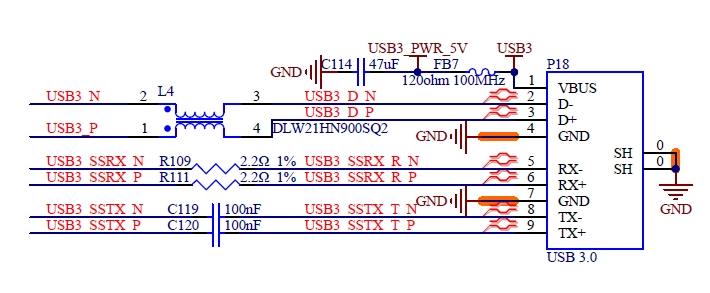 USB3_PWR_5V USB3
C114 47uF FB7 P18
GND 120ohm 100MHz
1 VBUS
USB3_N 2 L4 3 USB3_D_N 2 D-
USB3_D_P 3 D+
USB3_P 1 4 DLW21HN900SQ2 GND 4 GND
SH 0
USB3_SSRX_N R109 2.2Ω 1% USB3_SSRX_R_N 5 RX- SH 0
USB3_SSRX_P R111 2.2Ω 1% USB3_SSRX_R_P 6 RX+
GND 7 GND
USB3_SSTX_N C119 100nF USB3_SSTX_T_N 8 TX- GND
USB3_SSTX_P C120 100nF USB3_SSTX_T_P 9 TX+
USB 3.0